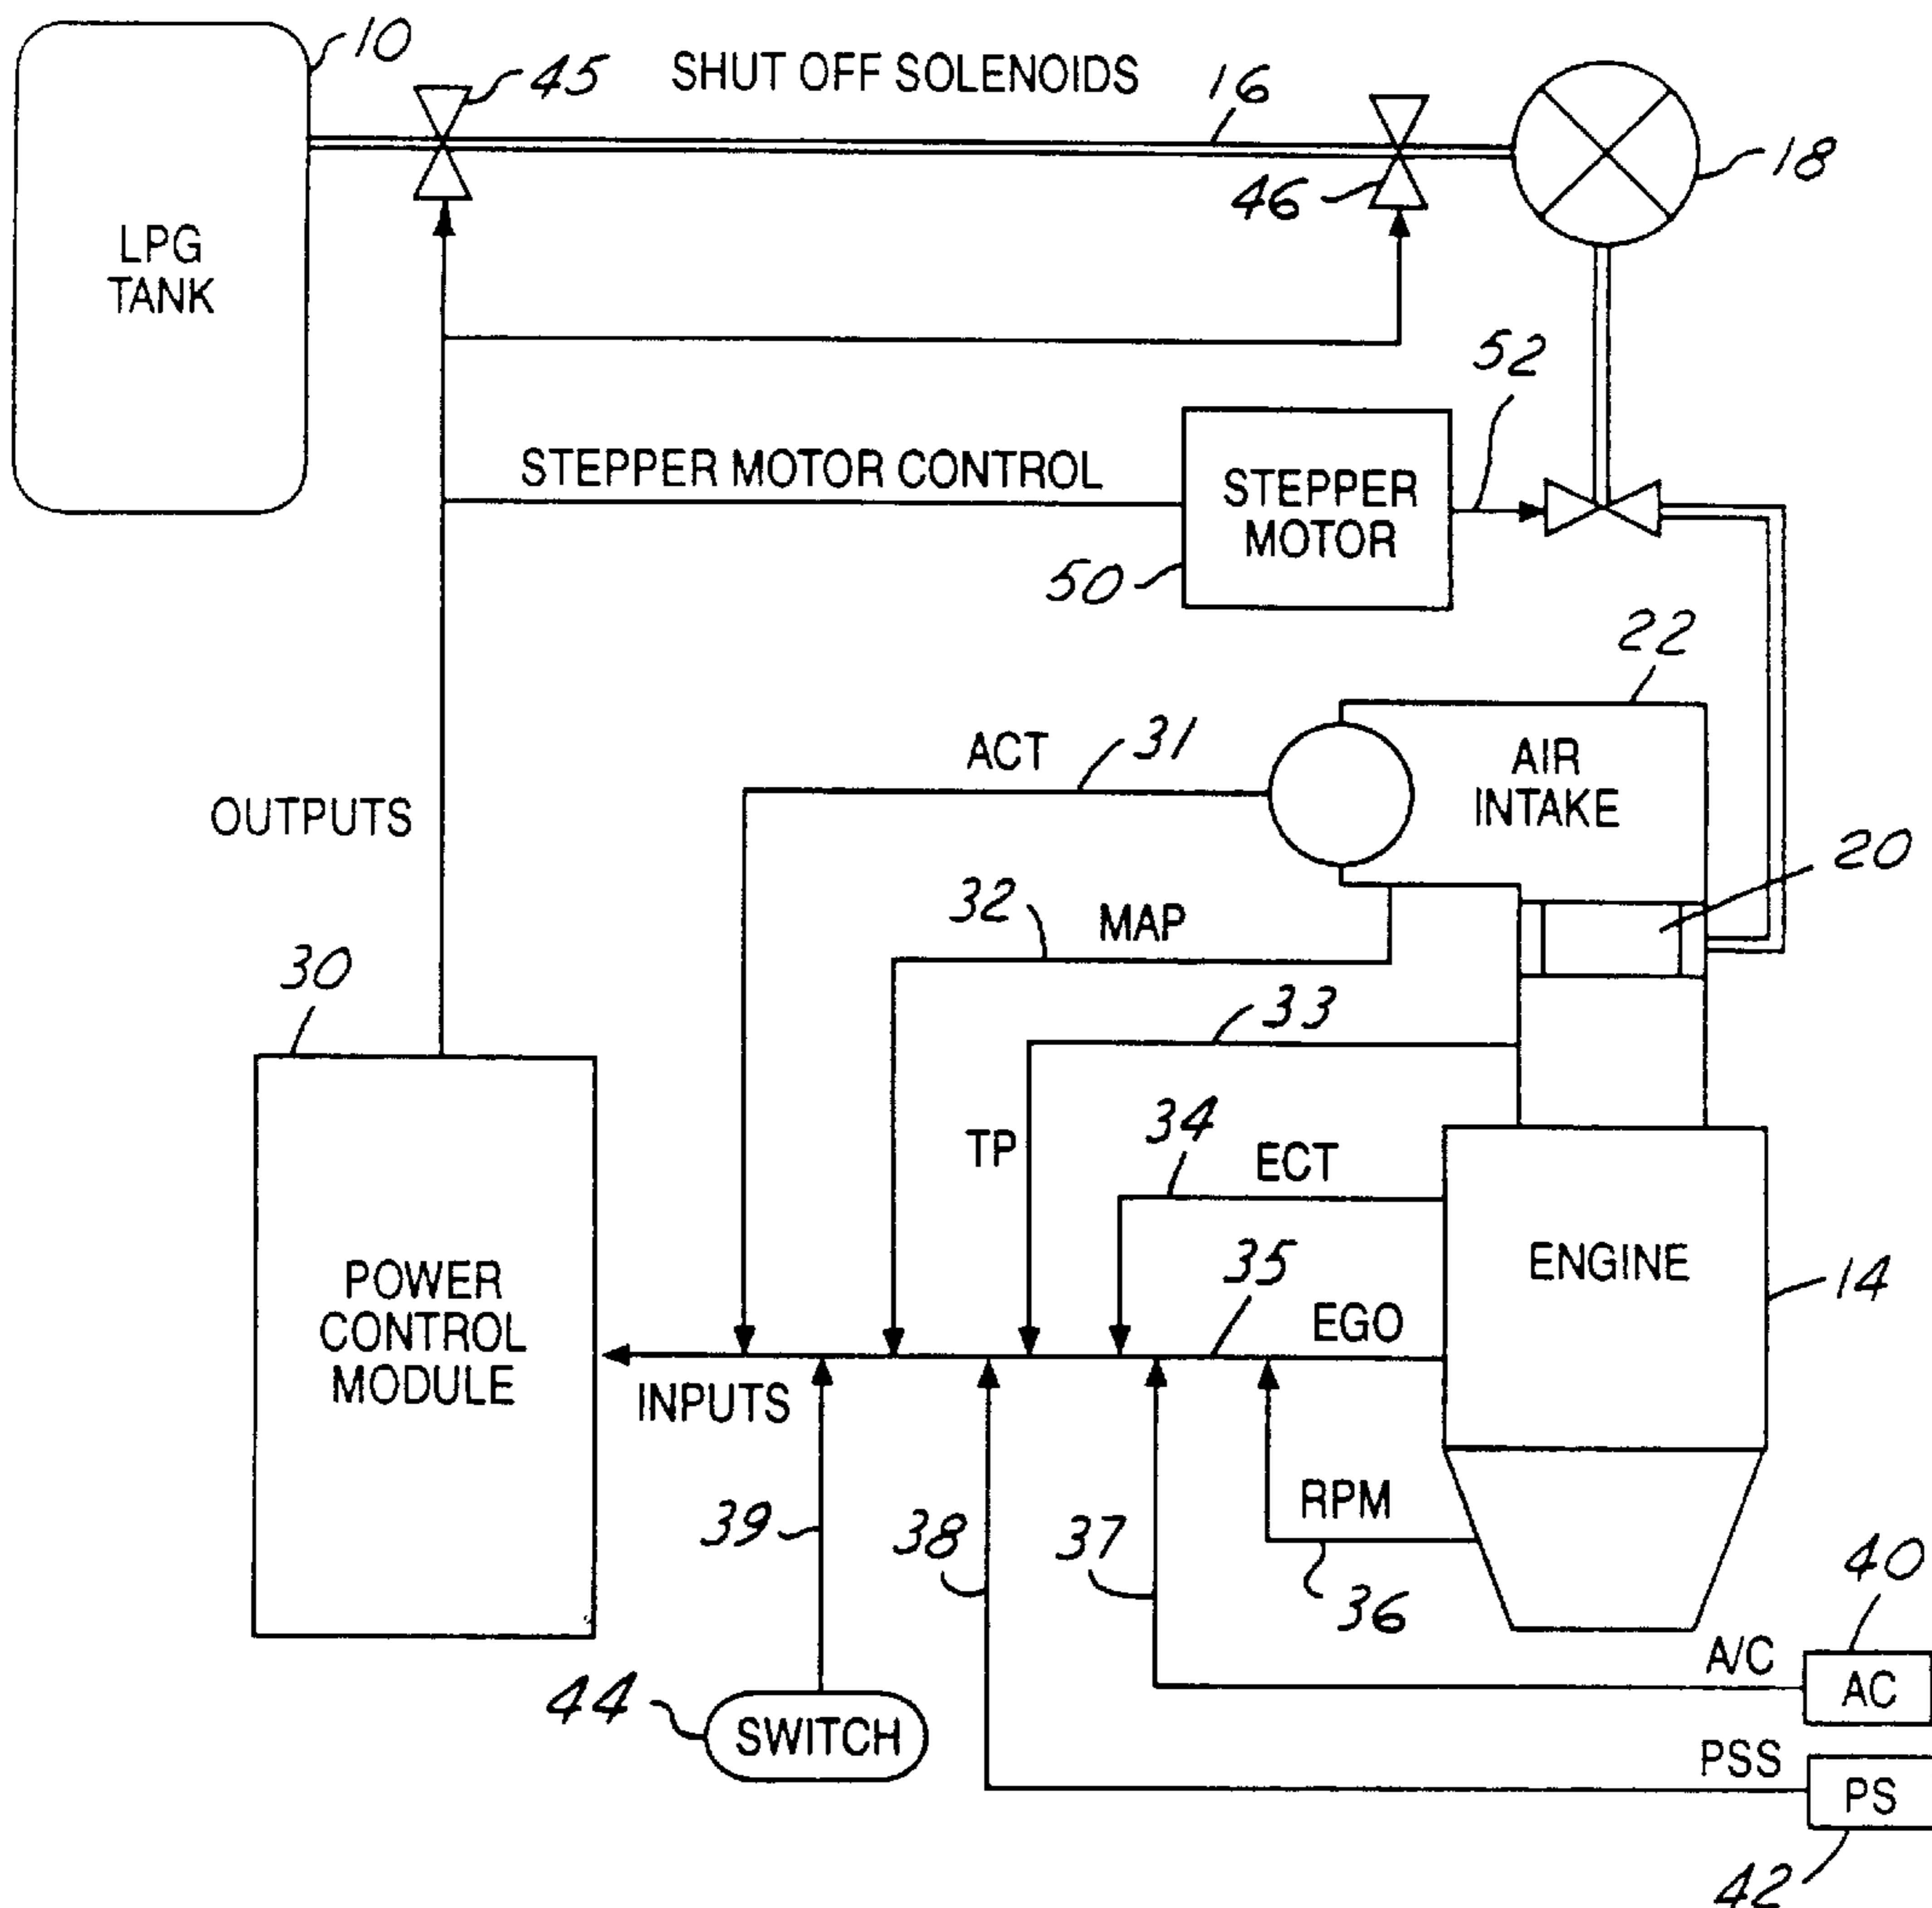 10
45
SHUT OFF SOLENOIDS
16
18
46
LPG
TANK
52
STEPPER MOTOR CONTROL
STEPPER
MOTOR
50
22
ACT
31
AIR
INTAKE
OUTPUTS
20
32
MAP
30
33
TP
34
ECT
35
ENGINE
14
POWER
CONTROL
MODULE
EGO
INPUTS
39
38
37
RPM
36
40
A/C
AC
44
SWITCH
PSS
PS
42